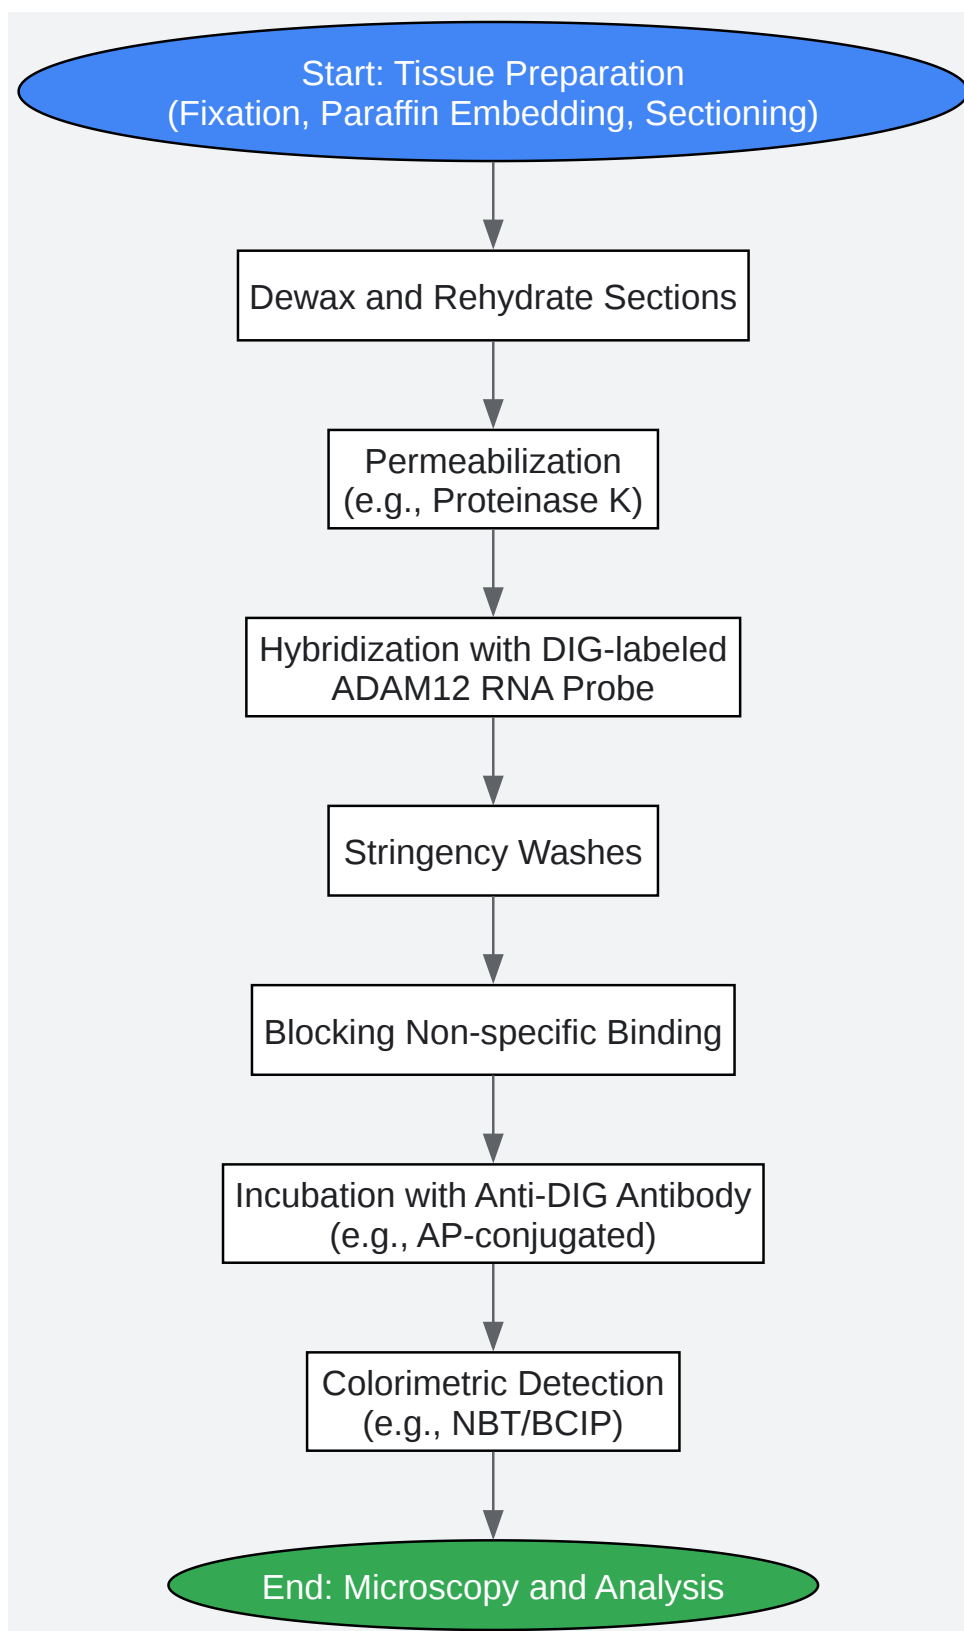 Start: Tissue Preparation
(Fixation, Paraffin Embedding, Sectioning)
Dewax and Rehydrate Sections
Permeabilization
(e.g., Proteinase K)
Hybridization with DIG-labeled
ADAM12 RNA Probe
Stringency Washes
Blocking Non-specific Binding
Incubation with Anti-DIG Antibody
(e.g., AP-conjugated)
Colorimetric Detection
(e.g., NBT/BCIP)
End: Microscopy and Analysis